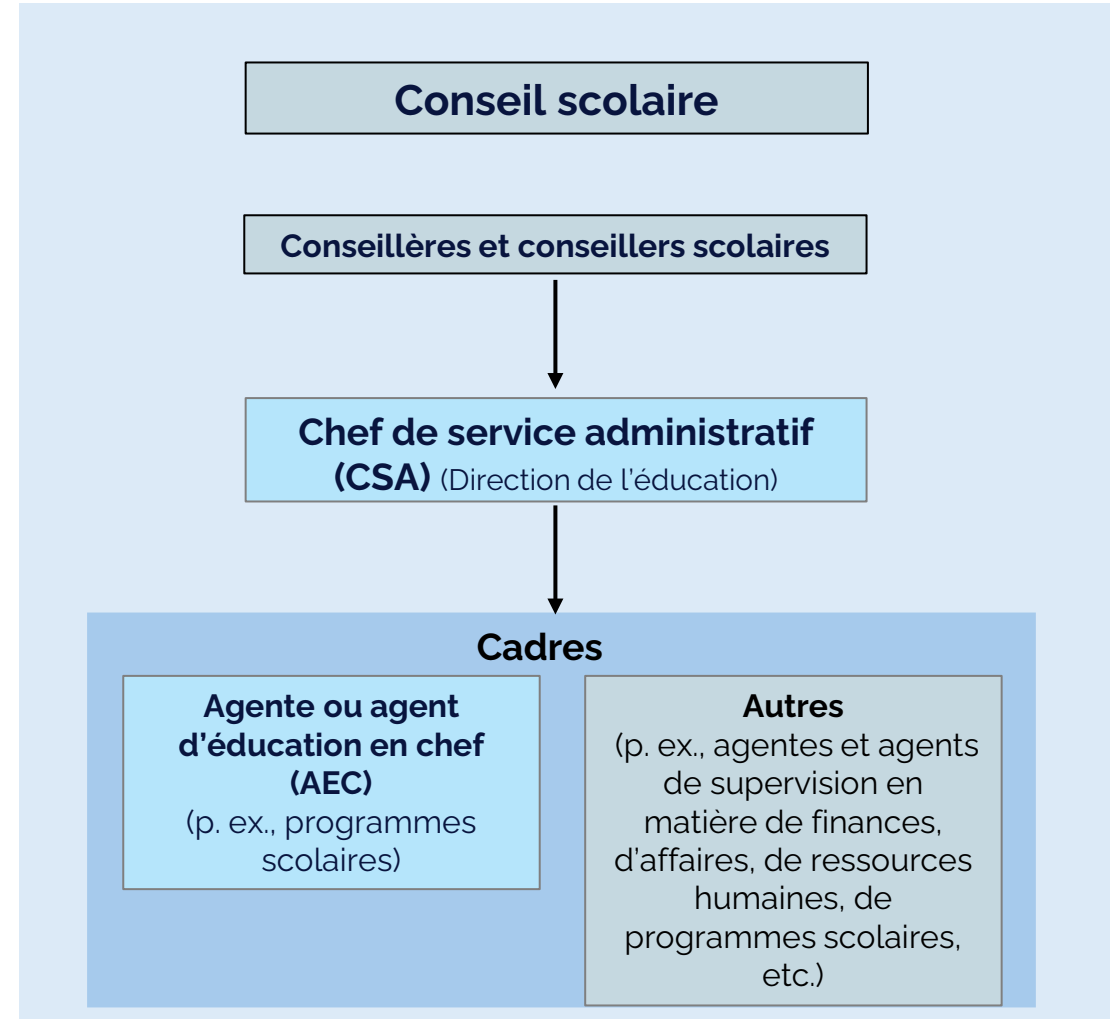 Conseil scolaire
Conseillères et conseillers scolaires
Chef de service administratif
(CSA) (Direction de l'éducation)
Cadres
Agente ou agent
d'éducation en chef
(AEC)
(p. ex., programmes
scolaires)
Autres
(p. ex., agentes et agents
de supervision en
matière de finances,
d'affaires, de ressources
humaines, de
programmes scolaires,
etc.)